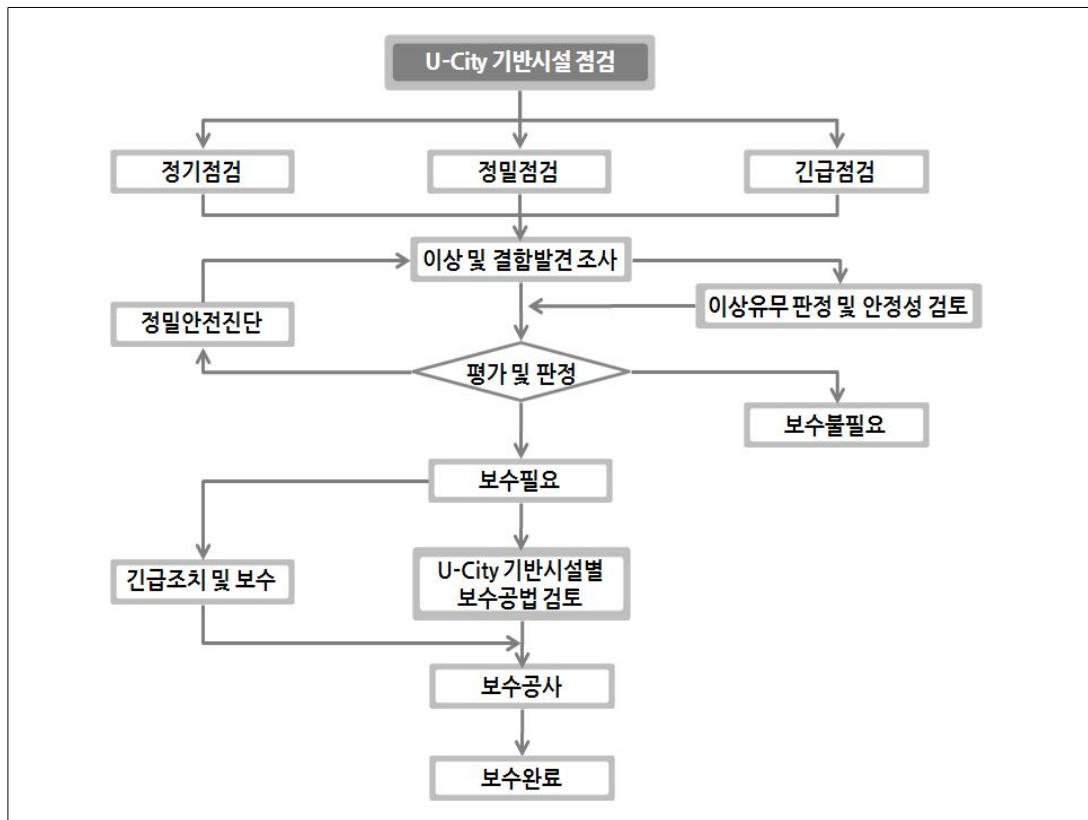 U-City 기반시설 점검
정기점검
정밀점검
긴급점검
이상 및 결함발견 조사
이상유무 판정 및 안정성 검토
정밀안전진단
평가 및 판정
보수불필요
보수필요
긴급조치 및 보수
U-City 기반시설별
보수공법 검토
보수공사
보수완료